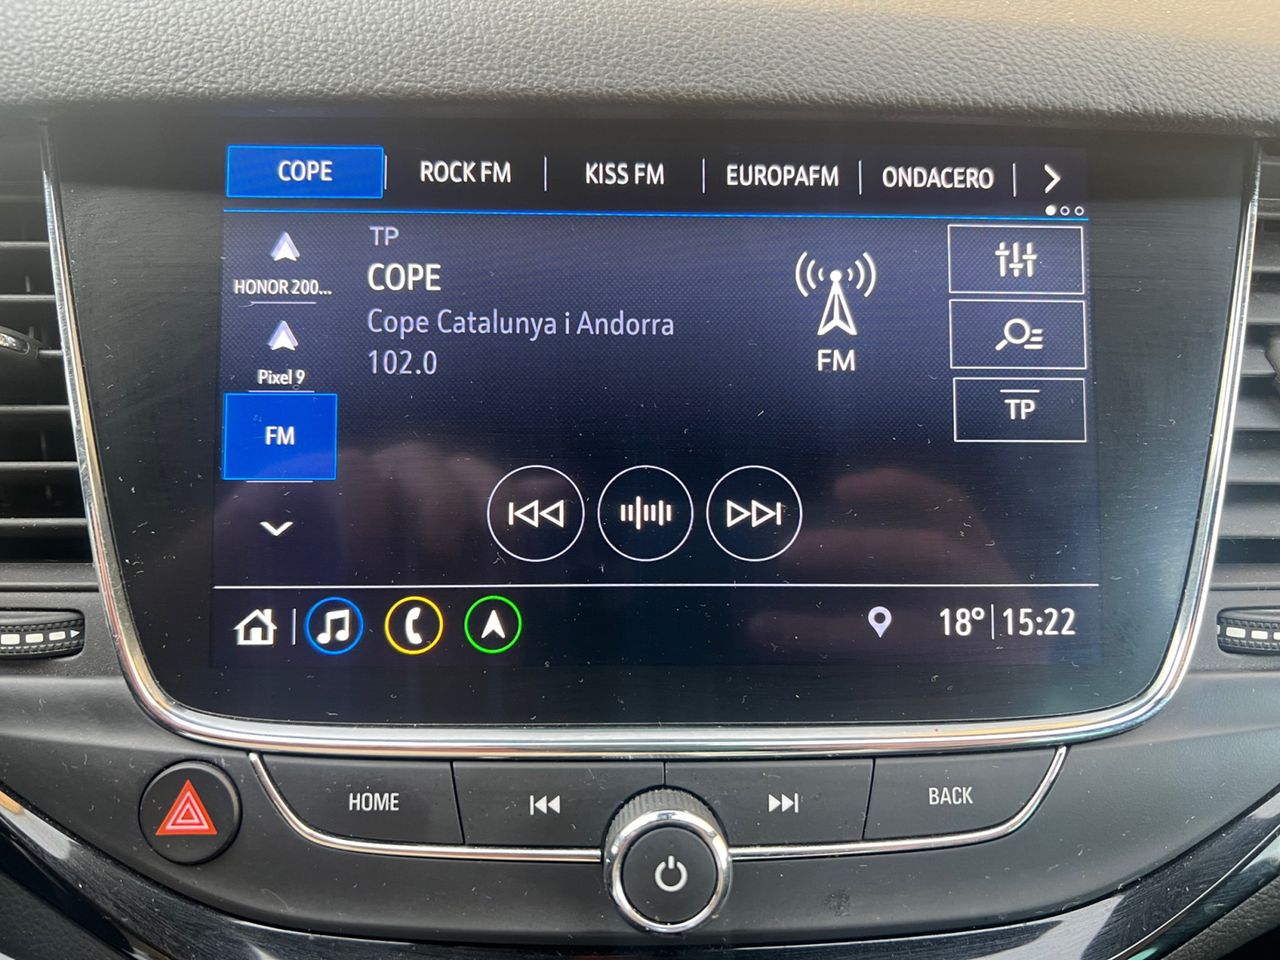 COPE
ROCK FM
KISS FM
EUROPAFM
ONDACERO
HONOR 200...
Pixel 9
FM
TP
COPE
Cope Catalunya i Andorra
102.0
FM
TP
18° 15:22
HOME
BACK